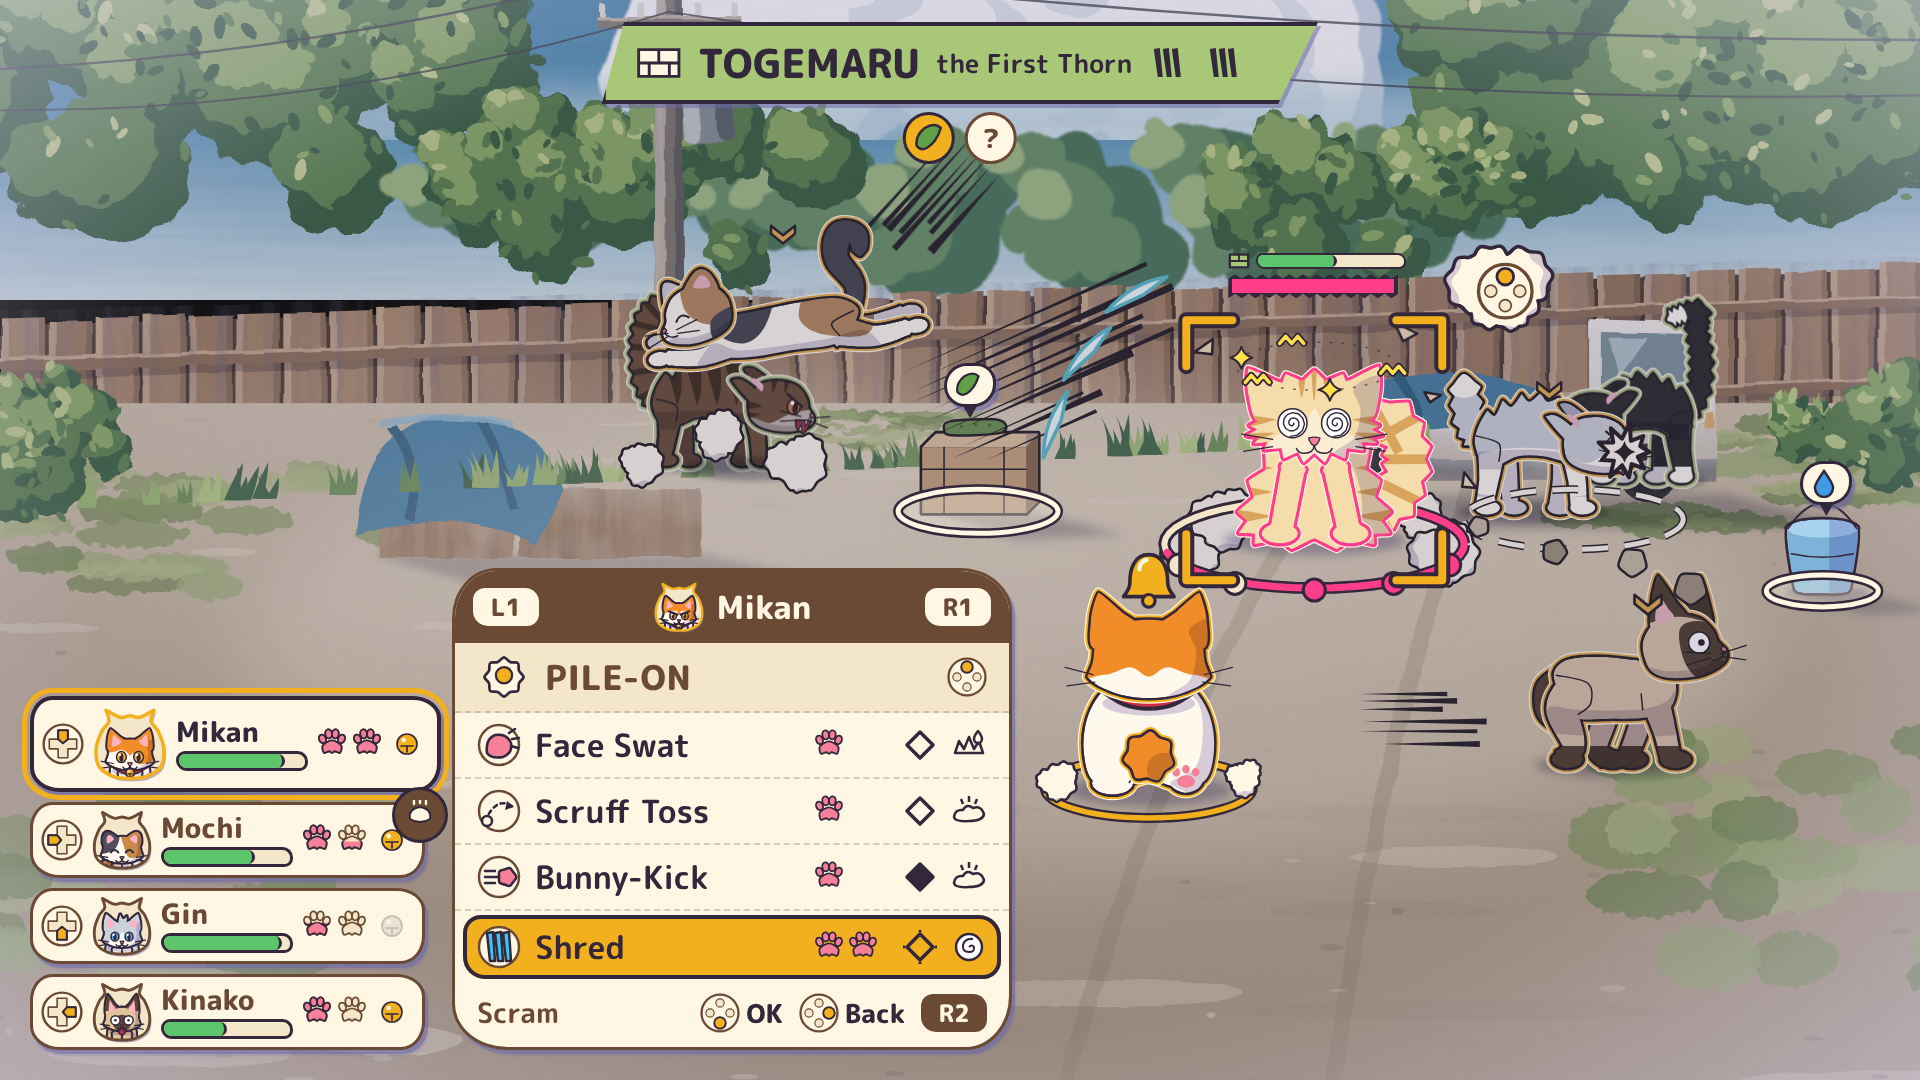 TOGEMARU the First Thorn
?
L1 Mikan R1
PILE-ON
Face Swat
Scruff Toss
Bunny-Kick
Shred
Scram OK Back R2
Mikan
Mochi
Gin
Kinako